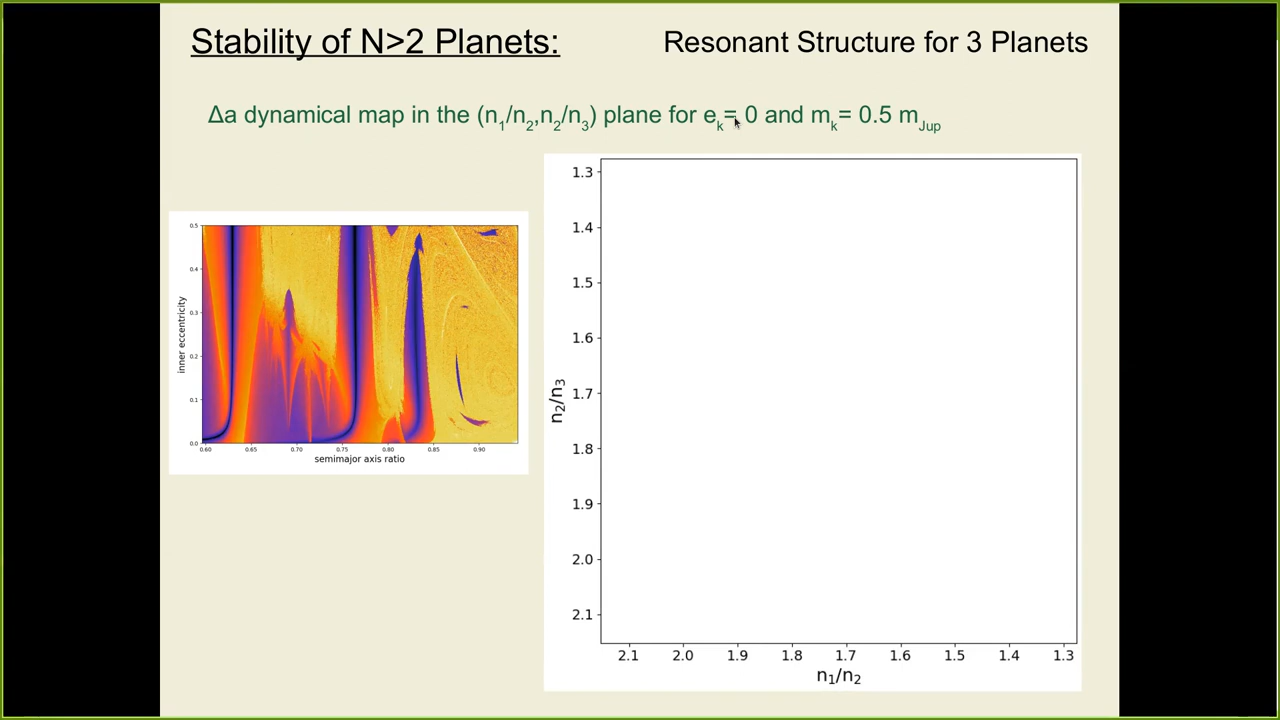 Stability of N>2 Planets:
Resonant Structure for 3 Planets
Δa dynamical map in the (n1/n2,n2/n3) plane for ek= 0 and mk= 0.5 mJup
0.5
0.4
0.3
0.2
0.1
0.0
inner eccentricity
0.60 0.65 0.70 0.75 0.80 0.85 0.90
semimajor axis ratio
1.3
1.4
1.5
1.6
1.7
1.8
1.9
2.0
2.1
n2/n3
2.1 2.0 1.9 1.8 1.7 1.6 1.5 1.4 1.3
n1/n2